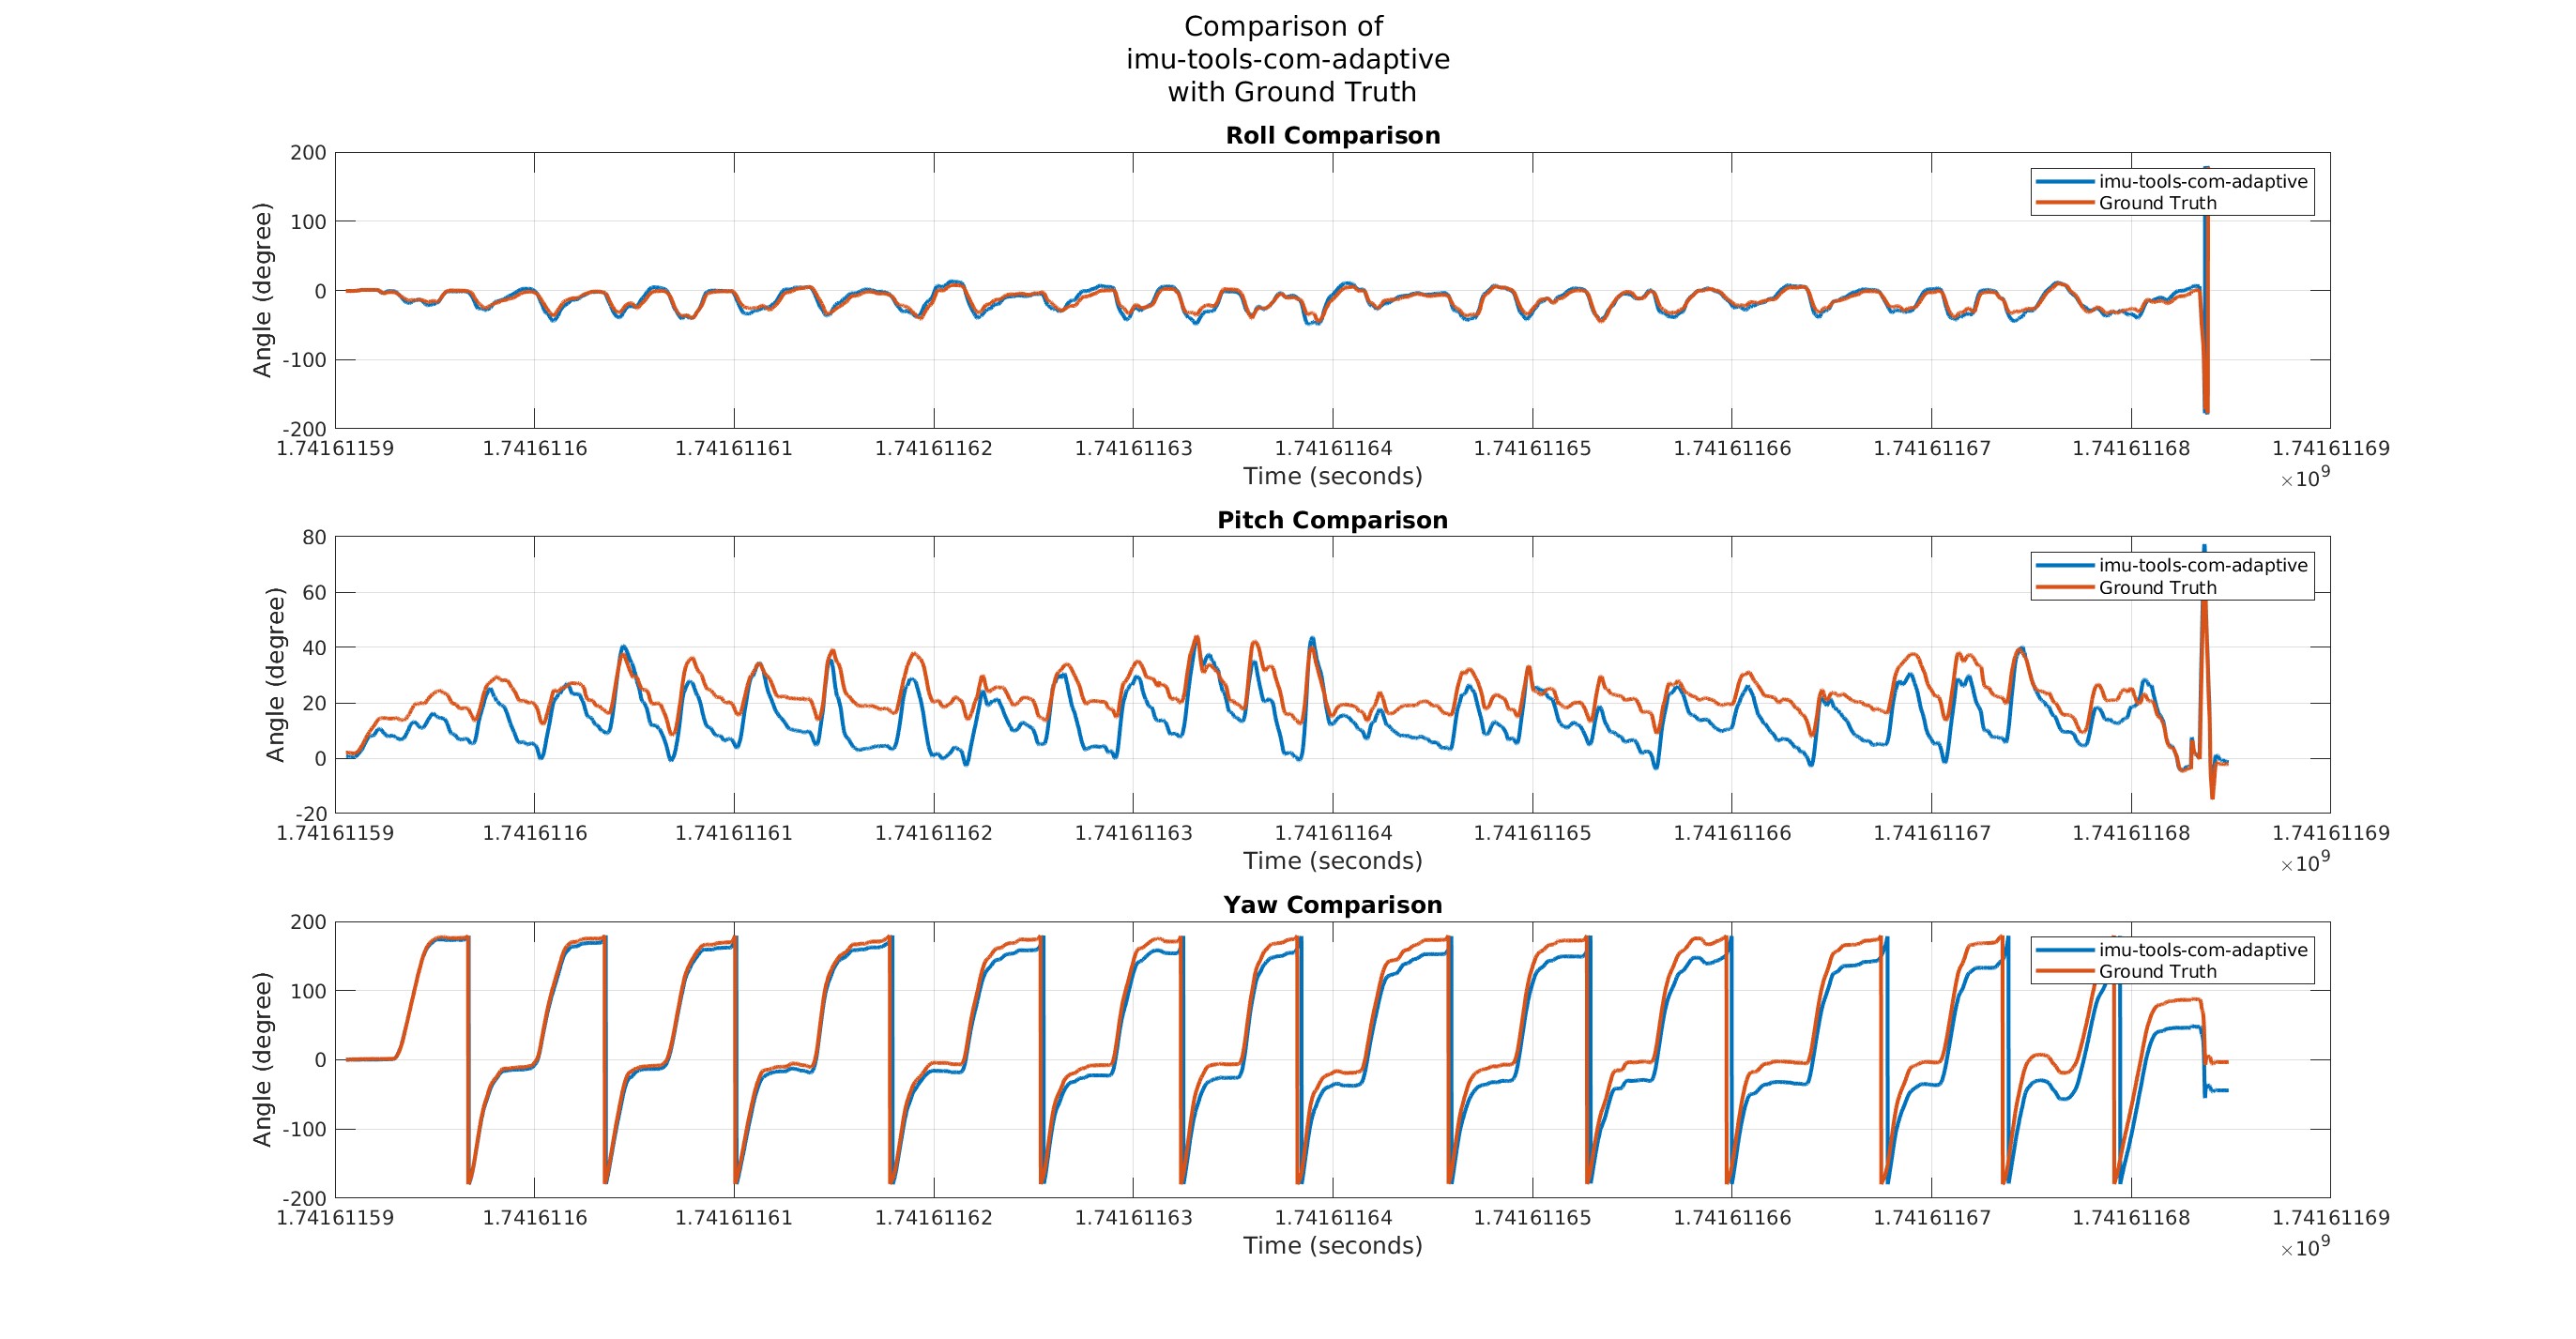 Comparison of
imu-tools-com-adaptive
with Ground Truth
Roll Comparison
200
100
0
-100
-200
Angle (degree)
imu-tools-com-adaptive
Ground Truth
1.74161159 1.7416116 1.74161161 1.74161162 1.74161163 1.74161164 1.74161165 1.74161166 1.74161167 1.74161168 1.74161169
Time (seconds)
×10⁹
Pitch Comparison
80
60
40
20
0
-20
Angle (degree)
imu-tools-com-adaptive
Ground Truth
1.74161159 1.7416116 1.74161161 1.74161162 1.74161163 1.74161164 1.74161165 1.74161166 1.74161167 1.74161168 1.74161169
Time (seconds)
×10⁹
Yaw Comparison
200
100
0
-100
-200
Angle (degree)
imu-tools-com-adaptive
Ground Truth
1.74161159 1.7416116 1.74161161 1.74161162 1.74161163 1.74161164 1.74161165 1.74161166 1.74161167 1.74161168 1.74161169
Time (seconds)
×10⁹